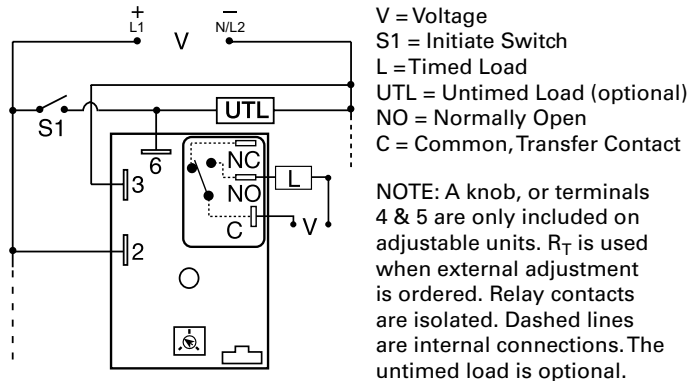 +
−
L1
V
N/L2
S1
UTL
6
NC
3
NO
L
C
V
2
V = Voltage
S1 = Initiate Switch
L = Timed Load
UTL = Untimed Load (optional)
NO = Normally Open
C = Common, Transfer Contact
NOTE: A knob, or terminals
4 & 5 are only included on
adjustable units. R_T is used
when external adjustment
is ordered. Relay contacts
are isolated. Dashed lines
are internal connections. The
untimed load is optional.